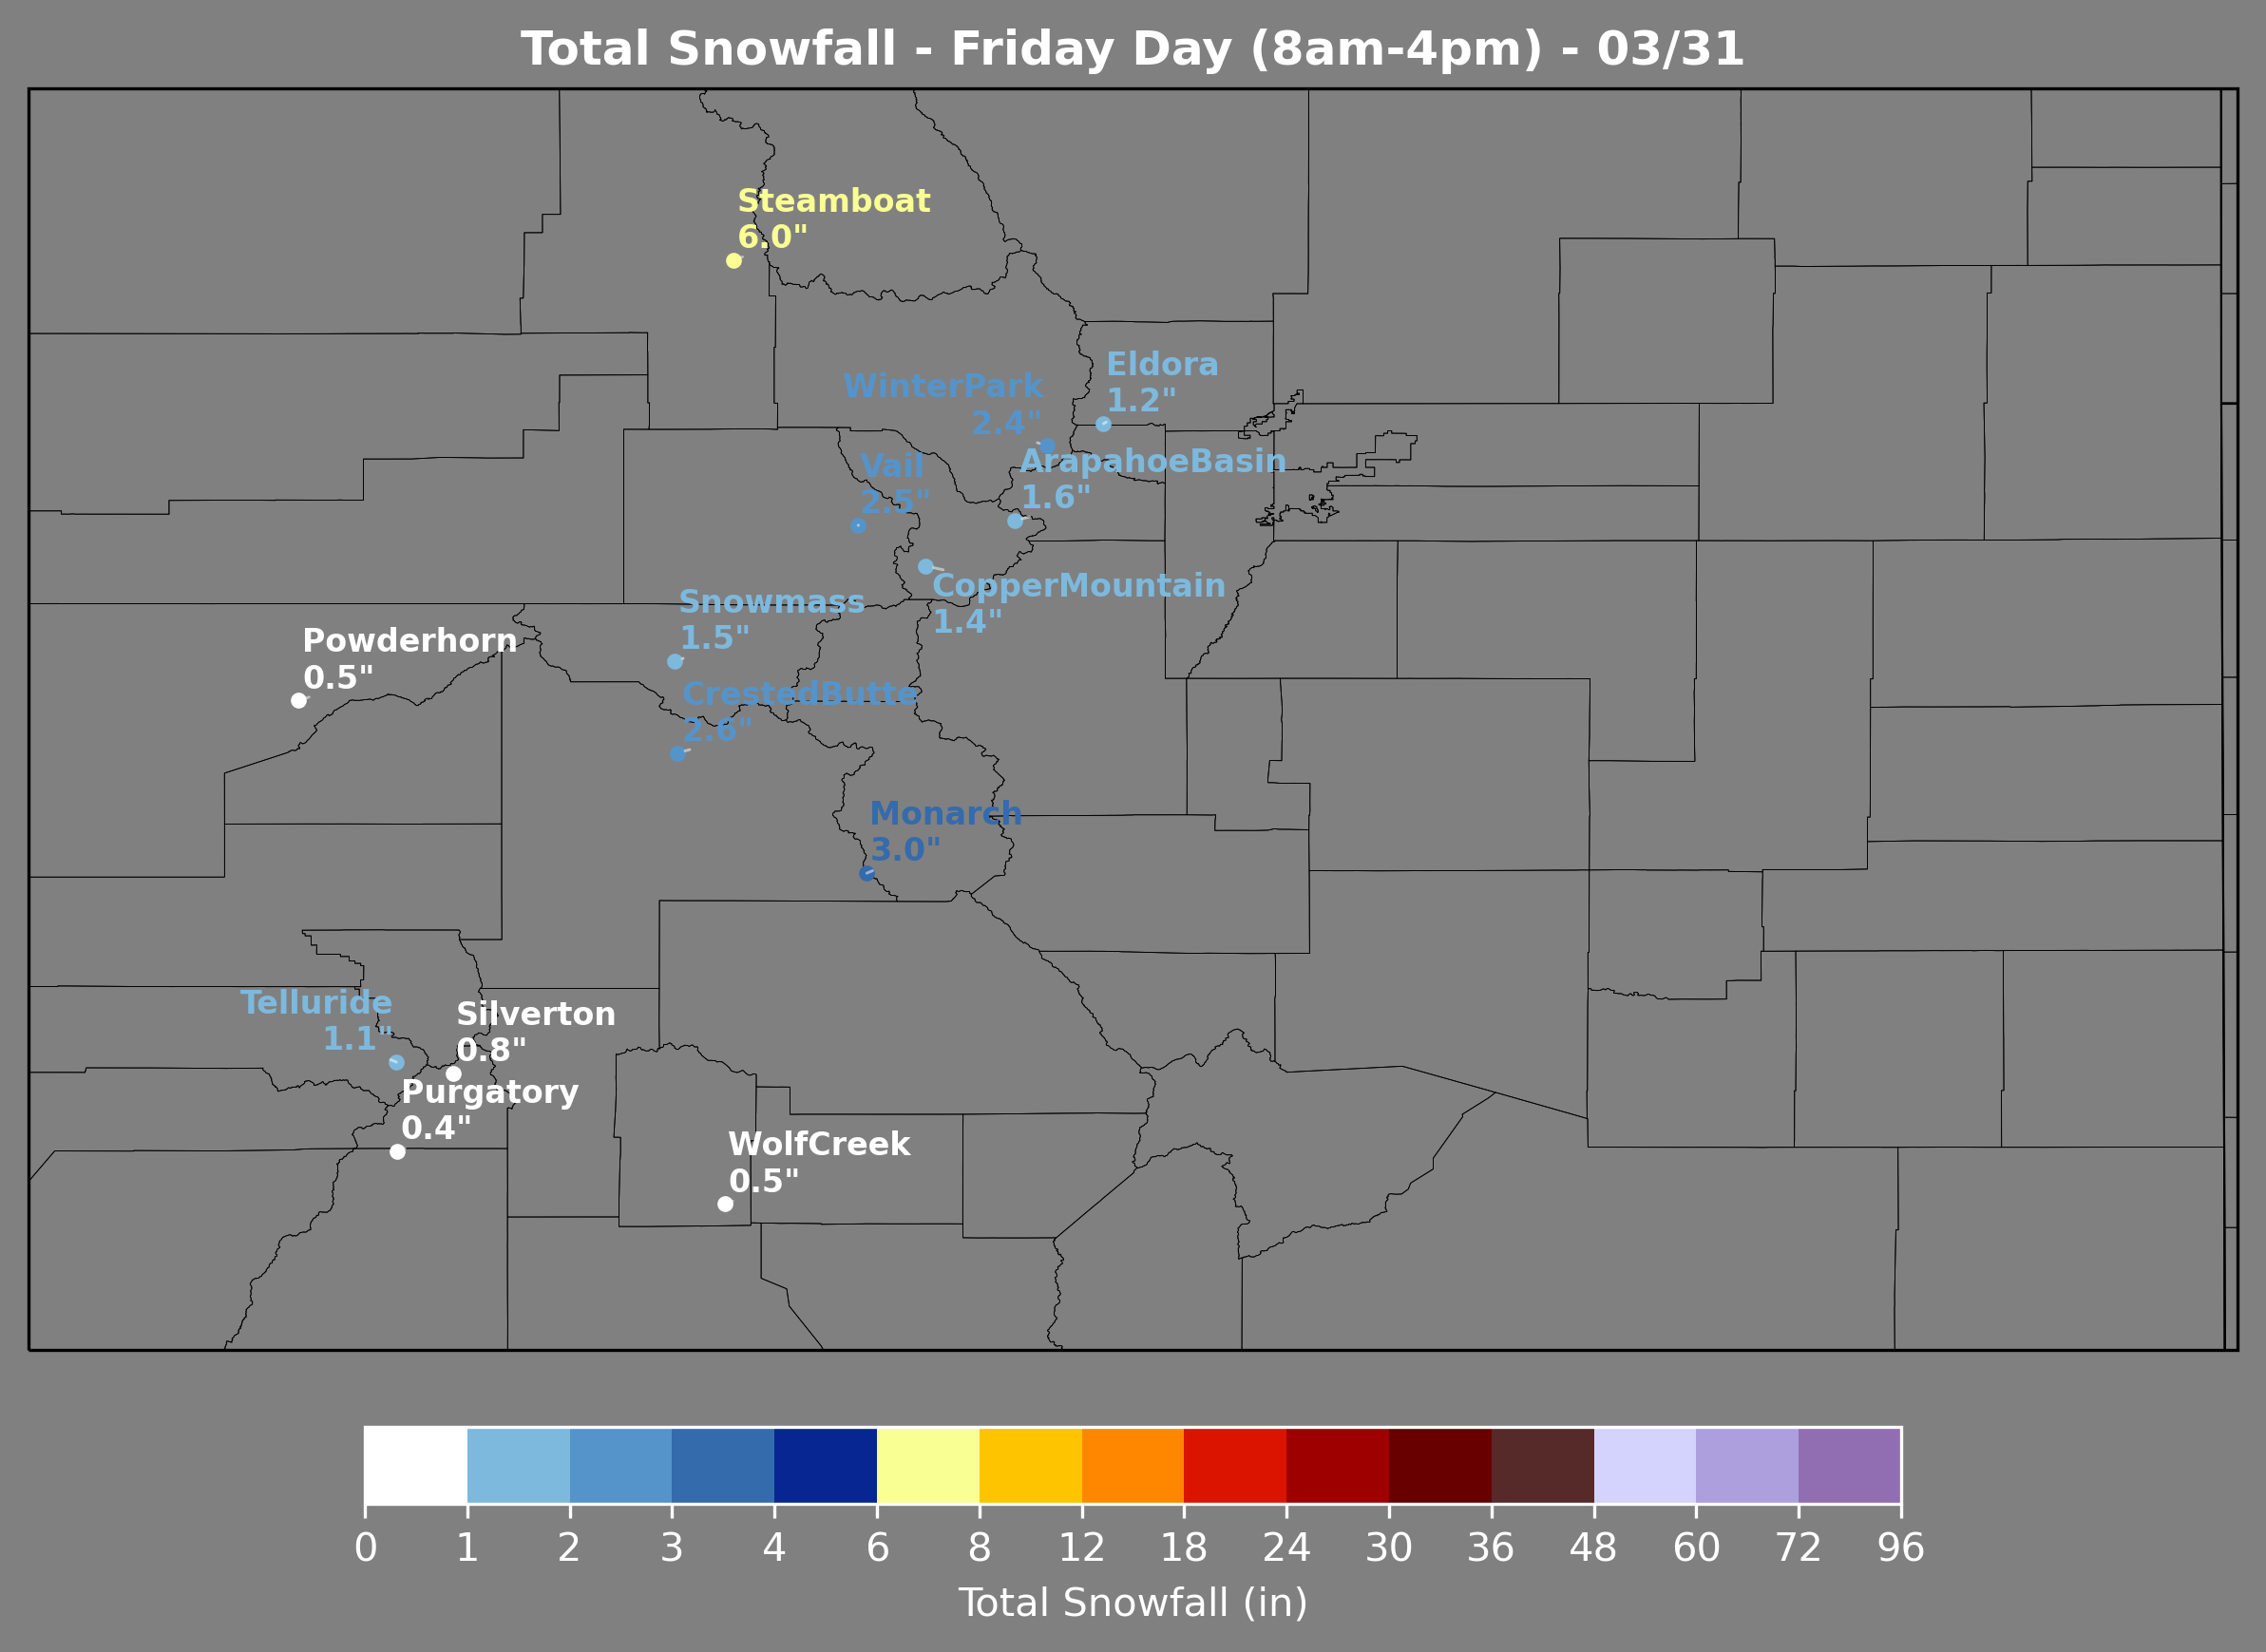 Total Snowfall - Friday Day (8am-4pm) - 03/31
Steamboat
6.0"
Eldora
1.2"
WinterPark
2.4"
ArapahoeBasin
1.6"
Vail
2.5"
CopperMountain
1.4"
Snowmass
1.5"
Powderhorn
0.5"
CrestedButte
2.6"
Monarch
3.0"
Telluride
1.1"
Silverton
0.8"
Purgatory
0.4"
WolfCreek
0.5"
0 1 2 3 4 6 8 12 18 24 30 36 48 60 72 96
Total Snowfall (in)